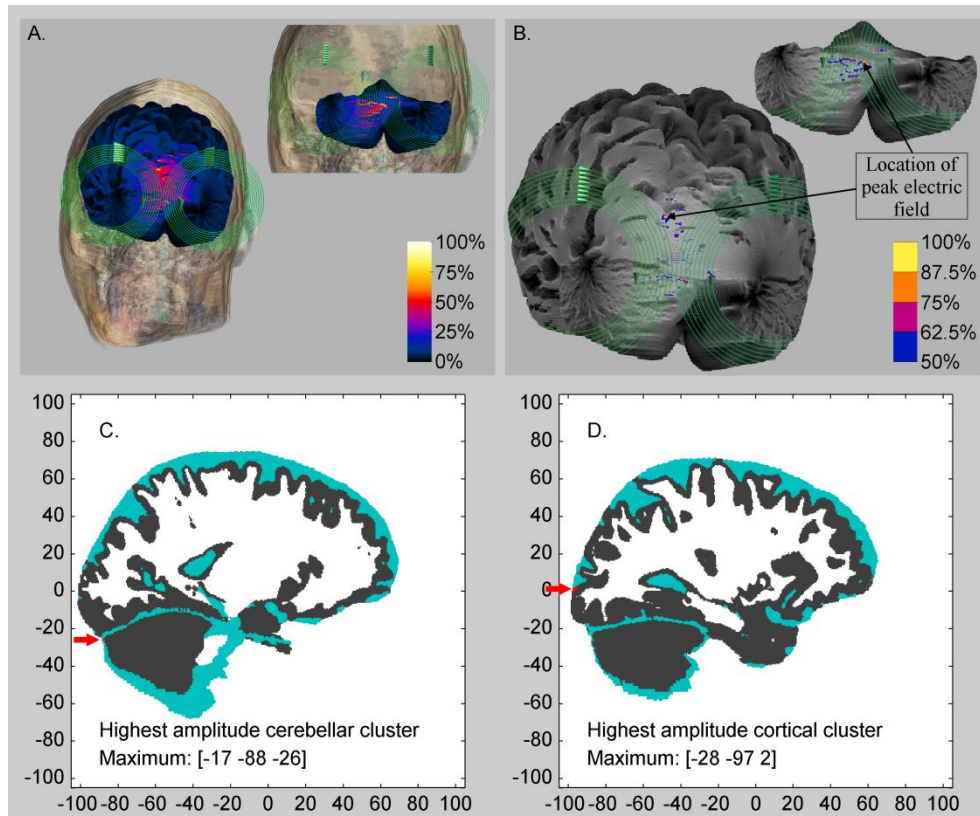 A.
100%
75%
50%
25%
0%
B.
Location of
peak electric
field
100%
87.5%
75%
62.5%
50%
C.
100
80
60
40
20
0
-20
-40
-60
-80
-100
Highest amplitude cerebellar cluster
Maximum: [-17 -88 -26]
-100 -80 -60 -40 -20 0 20 40 60 80 100
D.
100
80
60
40
20
0
-20
-40
-60
-80
-100
Highest amplitude cortical cluster
Maximum: [-28 -97 2]
-100 -80 -60 -40 -20 0 20 40 60 80 100